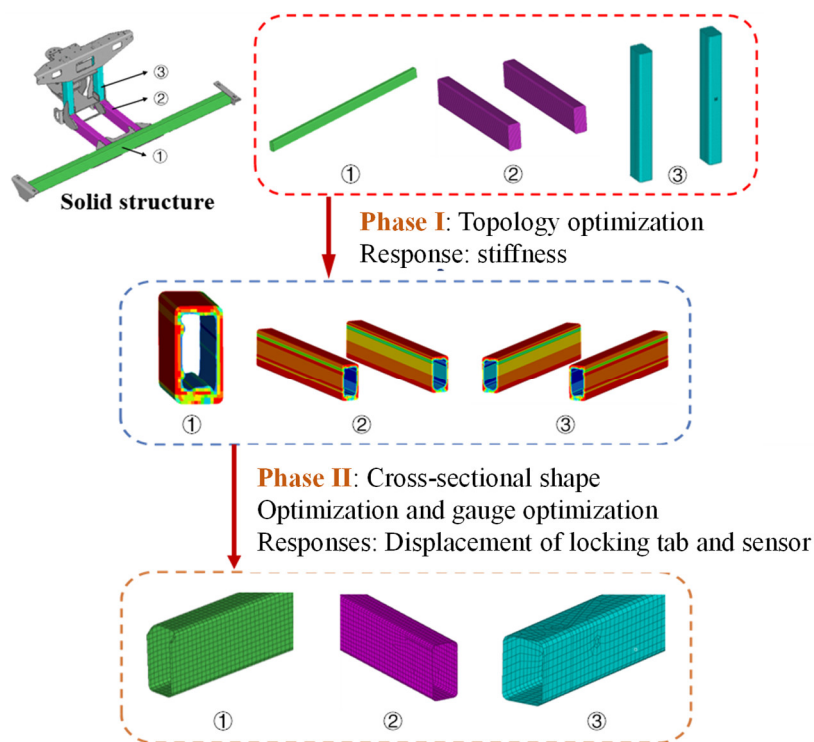 ③
②
①
Solid structure
①
②
③
Phase I: Topology optimization
Response: stiffness
①
②
③
Phase II: Cross-sectional shape
Optimization and gauge optimization
Responses: Displacement of locking tab and sensor
①
②
③